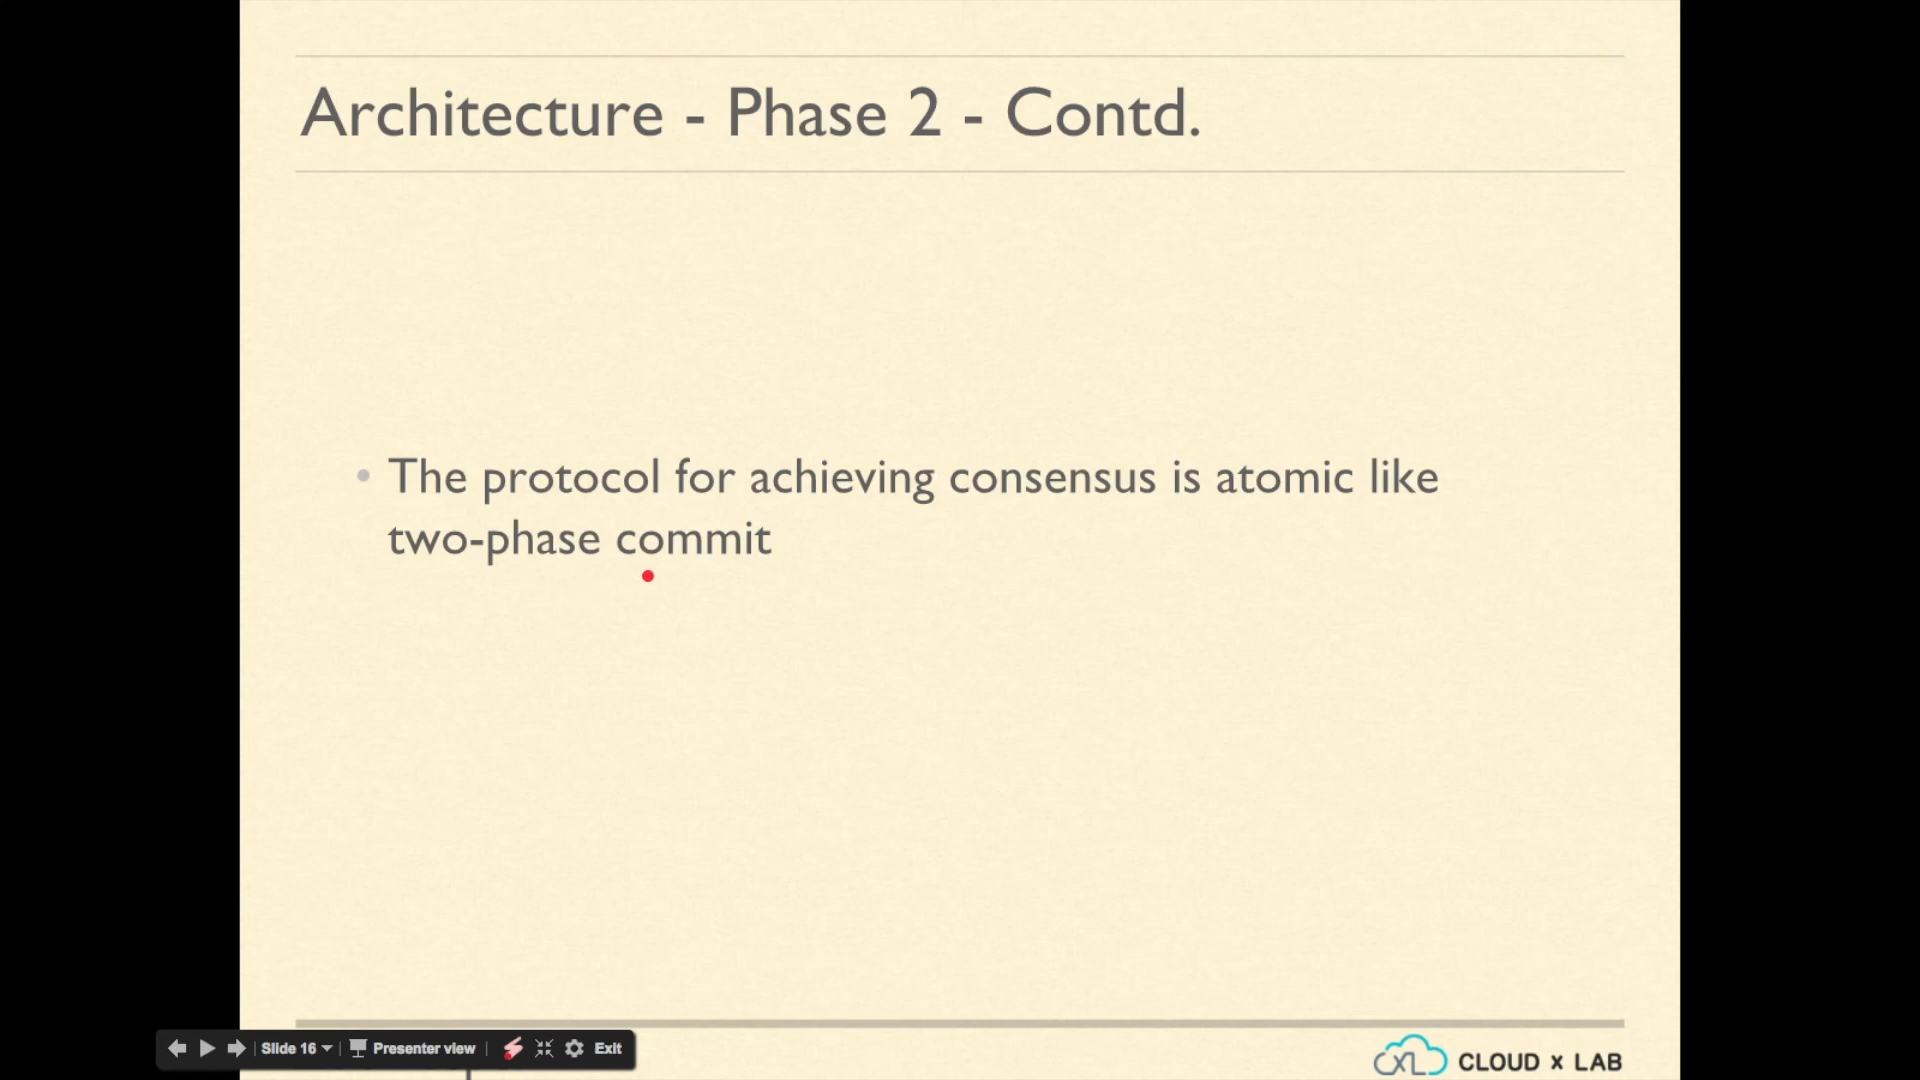 Architecture - Phase 2 - Contd.
• The protocol for achieving consensus is atomic like
two-phase commit
Slide 16 Presenter view Exit
CXL CLOUD x LAB